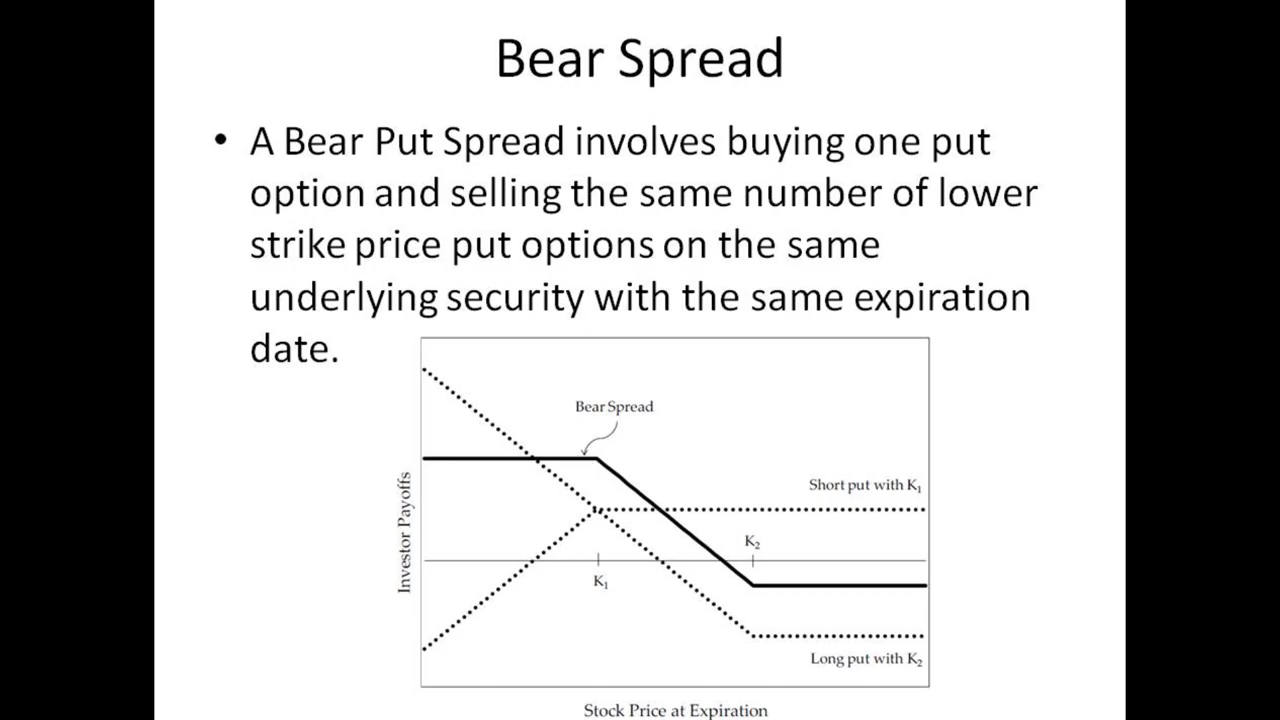 Bear Spread
• A Bear Put Spread involves buying one put
option and selling the same number of lower
strike price put options on the same
underlying security with the same expiration
date.
Bear Spread
Investor Payoffs
Short put with K₁
K₂
K₁
Long put with K₂
Stock Price at Expiration